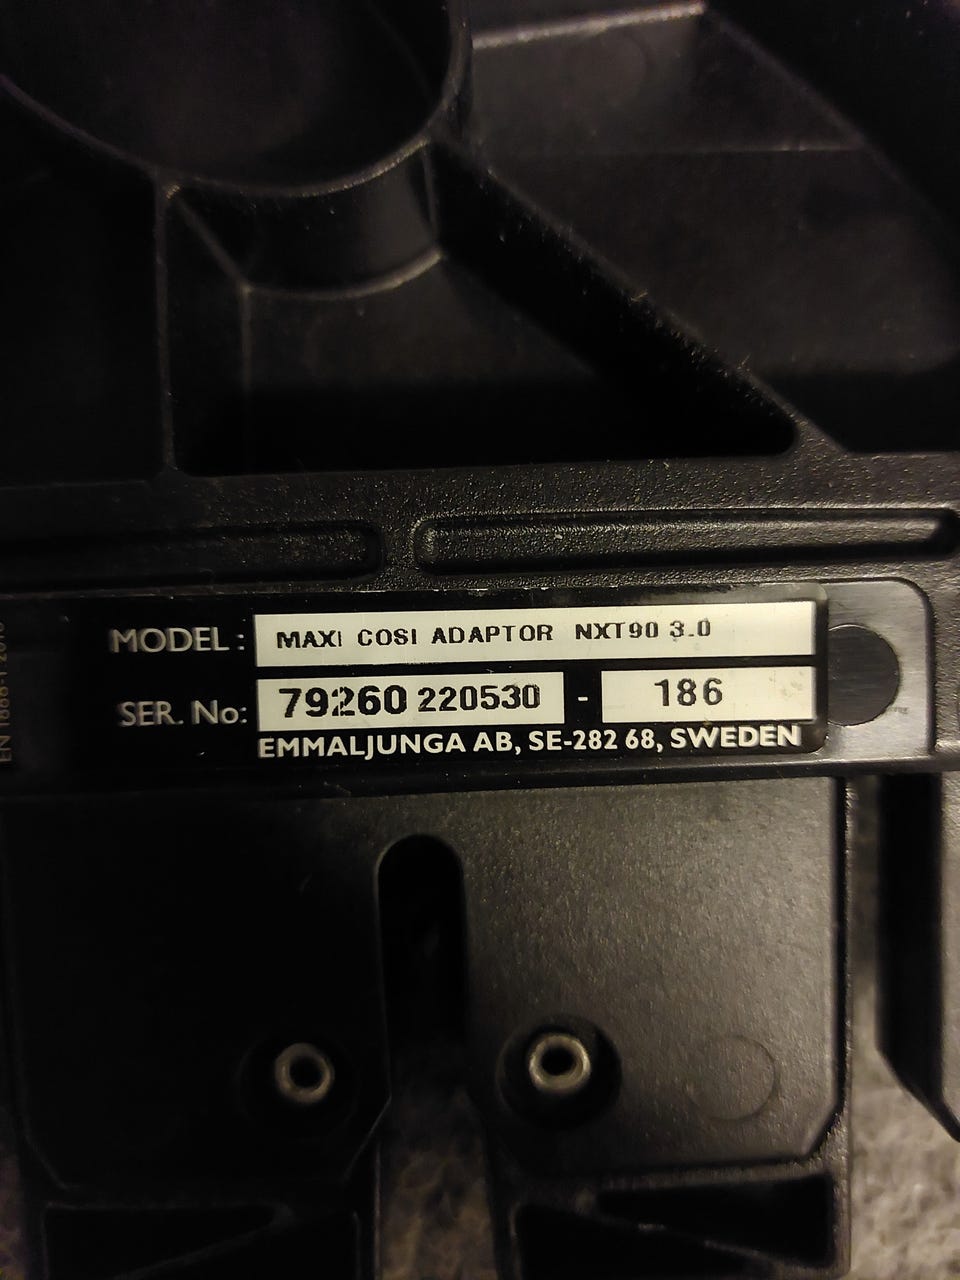 MODEL : MAXI COSI ADAPTOR NXT90 3.0
SER. No: 79260 220530 - 186
EMMALJUNGA AB, SE-282 68, SWEDEN